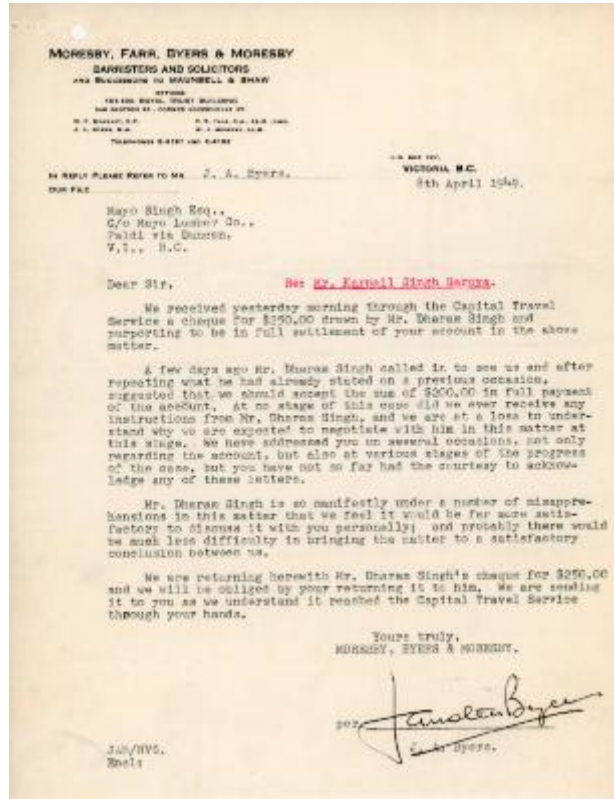 MORESBY, FARR, BYERS & MORESBY
BARRISTERS AND SOLICITORS
AND SUCCESSORS TO MAUNSELL & SHAW
OFFICES
ROYAL TRUST BUILDING
TELEPHONES
IN REPLY PLEASE REFER TO MR. J. A. Byers.
OUR FILE
VICTORIA, B.C.
8th April 1949.
Mayo Singh Esq.,
C/o Mayo Lumber Co.,
Paldi via Duncan,
V.I., B.C.
Dear Sir, Re: Mr. Karnail Singh
We received yesterday morning through the Capital Travel
Service a cheque for $250.00 drawn by Mr. Dharam Singh and
purporting to be in full settlement of your account in the above
matter.
A few days ago Mr. Dharam Singh called in to see us and after
repeating what he had already stated on a previous occasion,
suggested that we should accept the sum of $200.00 in full payment
of the account. At no stage of this case did we ever receive any
instructions from Mr. Dharam Singh, and we are at a loss to under-
stand why we are expected to negotiate with him in this matter at
this stage. We have addressed you on several occasions, not only
regarding the account, but also at various stages of the progress
of the case, but you have not so far had the courtesy to acknow-
ledge any of these letters.
Mr. Dharam Singh is so manifestly under a number of misappre-
hensions in this matter that we feel it would be far more satis-
factory to discuss it with you personally; and probably there would
be much less difficulty in bringing the matter to a satisfactory
conclusion between us.
We are returning herewith Mr. Dharam Singh's cheque for $250.00
and we will be obliged by your returning it to him. We are sending
it to you as we understand it reached the Capital Travel Service
through your hands.
Yours truly,
MORESBY, BYERS & MORESBY.
per
J. A. Byers.
JAB/NVG.
Encl: